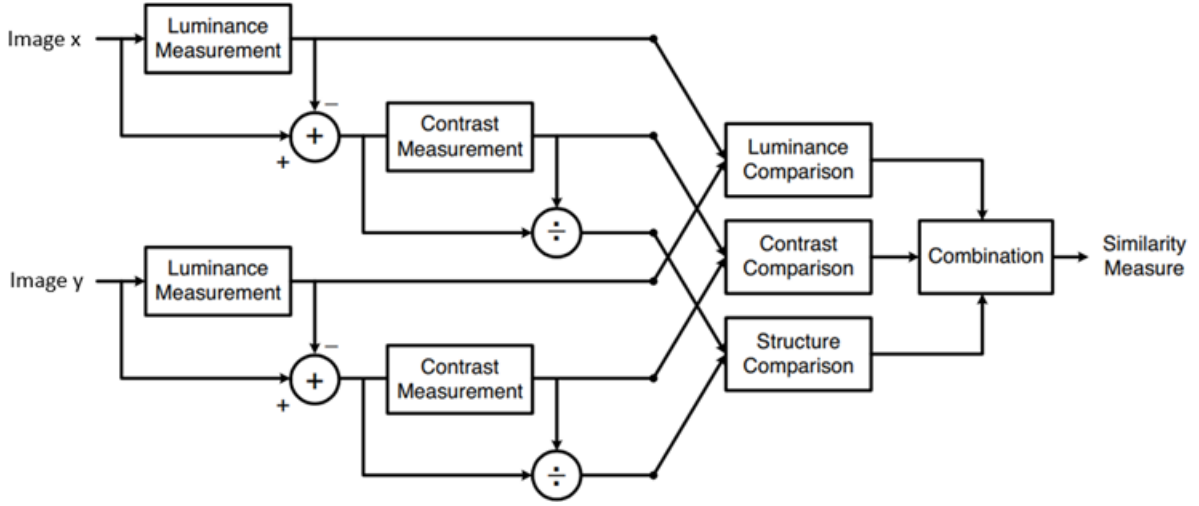 Image x
Luminance
Measurement
−
+
+
Contrast
Measurement
÷
Image y
Luminance
Measurement
−
+
+
Contrast
Measurement
÷
Luminance
Comparison
Contrast
Comparison
Structure
Comparison
Combination
Similarity
Measure